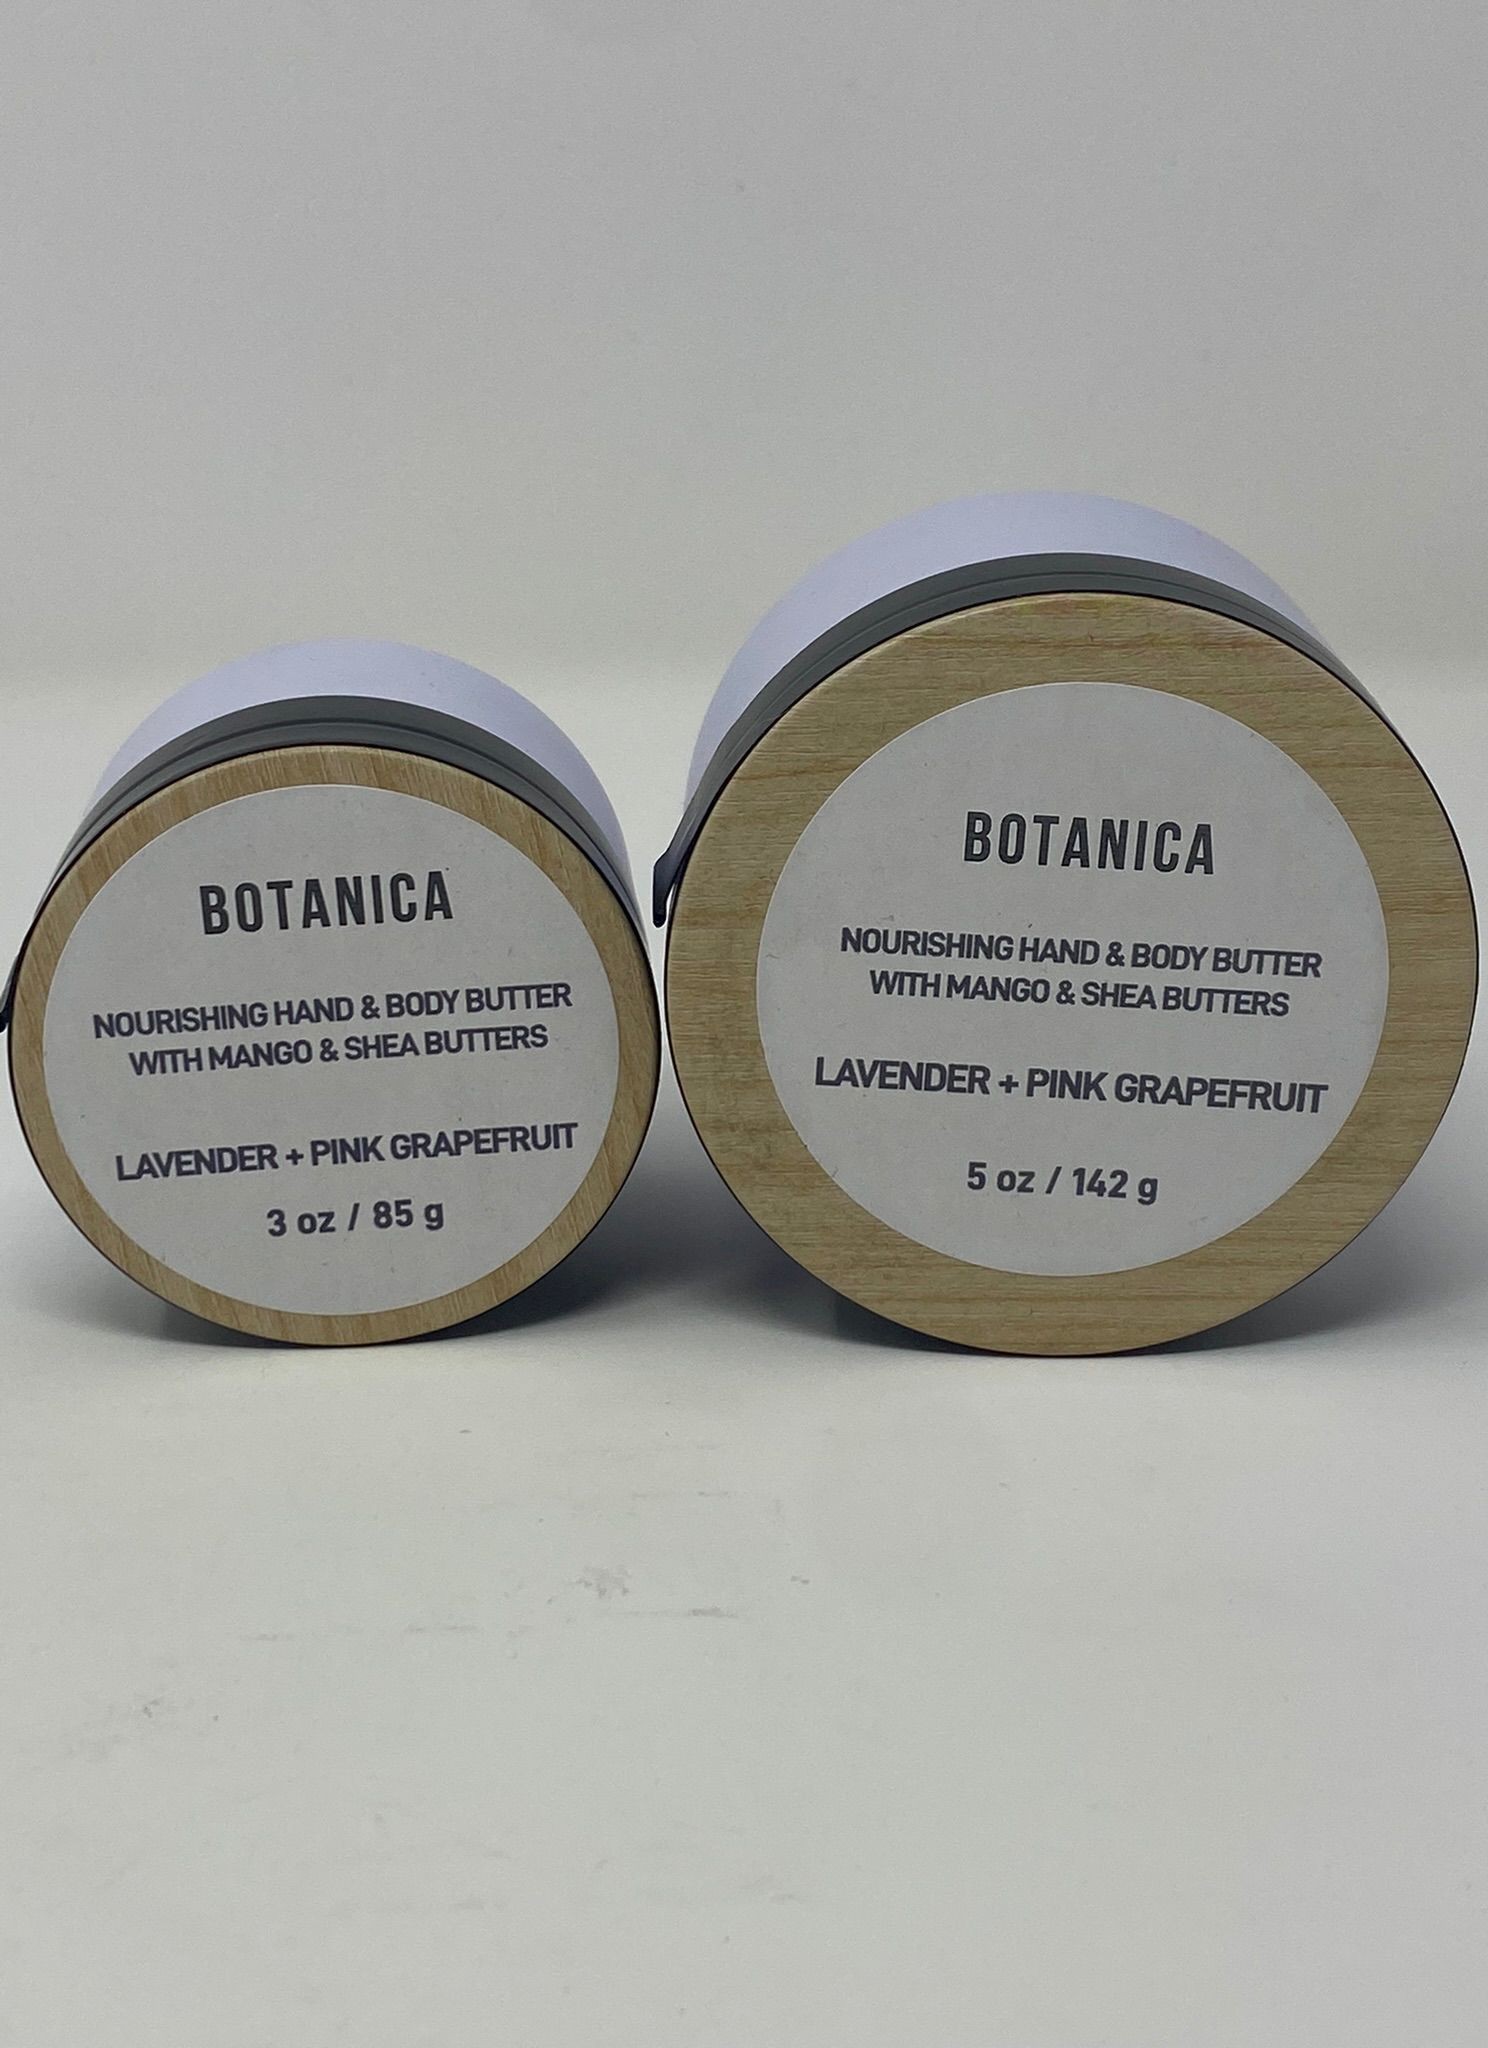 BOTANICA
NOURISHING HAND & BODY BUTTER
WITH MANGO & SHEA BUTTERS
LAVENDER + PINK GRAPEFRUIT
3 oz / 85 g
BOTANICA
NOURISHING HAND & BODY BUTTER
WITH MANGO & SHEA BUTTERS
LAVENDER + PINK GRAPEFRUIT
5 oz / 142 g